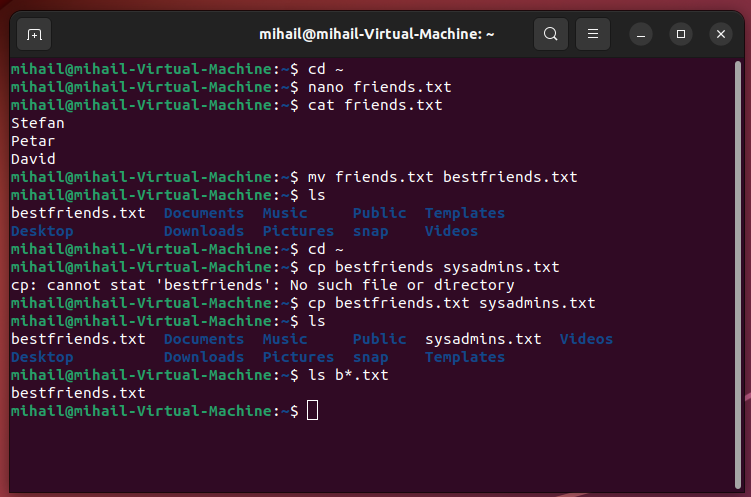 mihail@mihail-Virtual-Machine: ~
mihail@mihail-Virtual-Machine:~$ cd ~
mihail@mihail-Virtual-Machine:~$ nano friends.txt
mihail@mihail-Virtual-Machine:~$ cat friends.txt
Stefan
Petar
David
mihail@mihail-Virtual-Machine:~$ mv friends.txt bestfriends.txt
mihail@mihail-Virtual-Machine:~$ ls
bestfriends.txt  Documents  Music     Public  Templates
Desktop          Downloads  Pictures  snap    Videos
mihail@mihail-Virtual-Machine:~$ cd ~
mihail@mihail-Virtual-Machine:~$ cp bestfriends sysadmins.txt
cp: cannot stat 'bestfriends': No such file or directory
mihail@mihail-Virtual-Machine:~$ cp bestfriends.txt sysadmins.txt
mihail@mihail-Virtual-Machine:~$ ls
bestfriends.txt  Documents  Music     Public  sysadmins.txt  Videos
Desktop          Downloads  Pictures  snap    Templates
mihail@mihail-Virtual-Machine:~$ ls b*.txt
bestfriends.txt
mihail@mihail-Virtual-Machine:~$